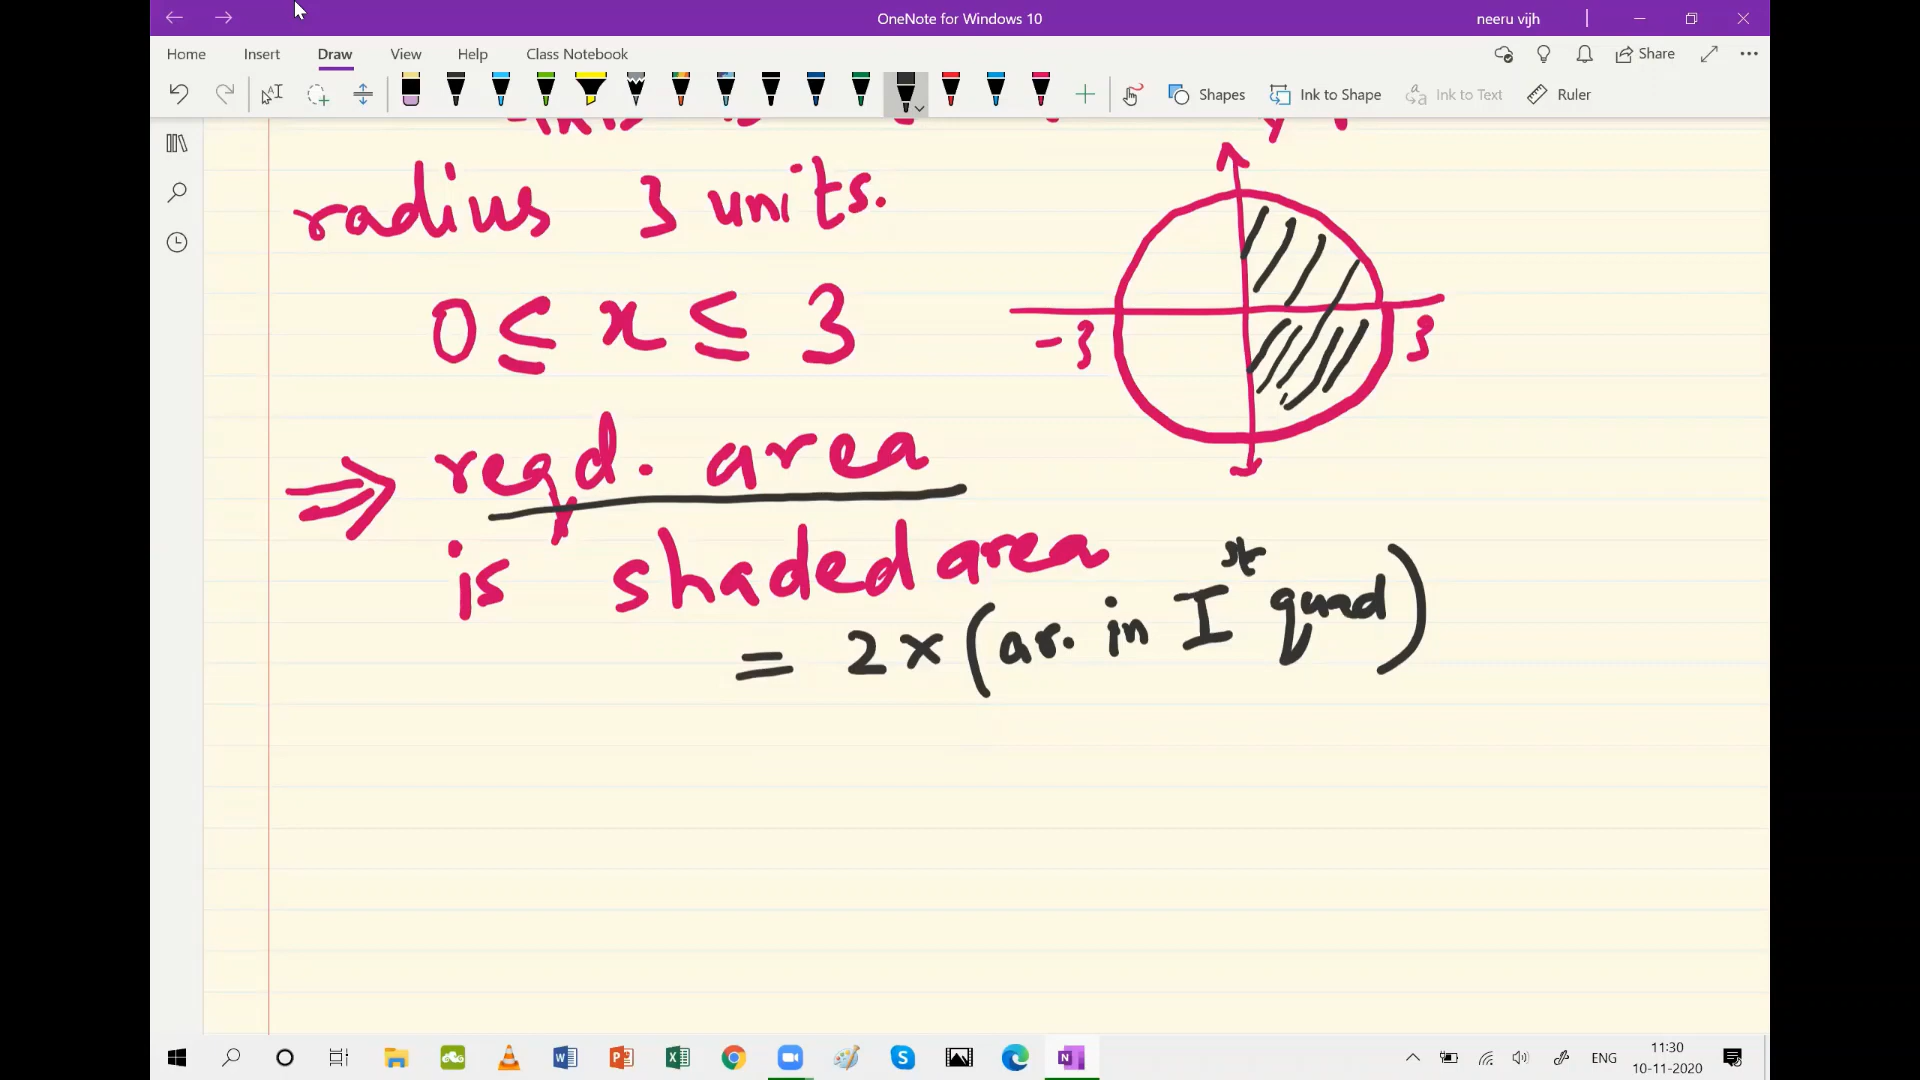 OneNote for Windows 10
neeru vijh
Home Insert Draw View Help Class Notebook
Share
Shapes Ink to Shape Ink to Text Ruler
radius 3 units.
0 ≤ x ≤ 3
-3 3
⇒ reqd. area
is shaded area
= 2 × (ar. in I st quad)
ENG
11:30
10-11-2020